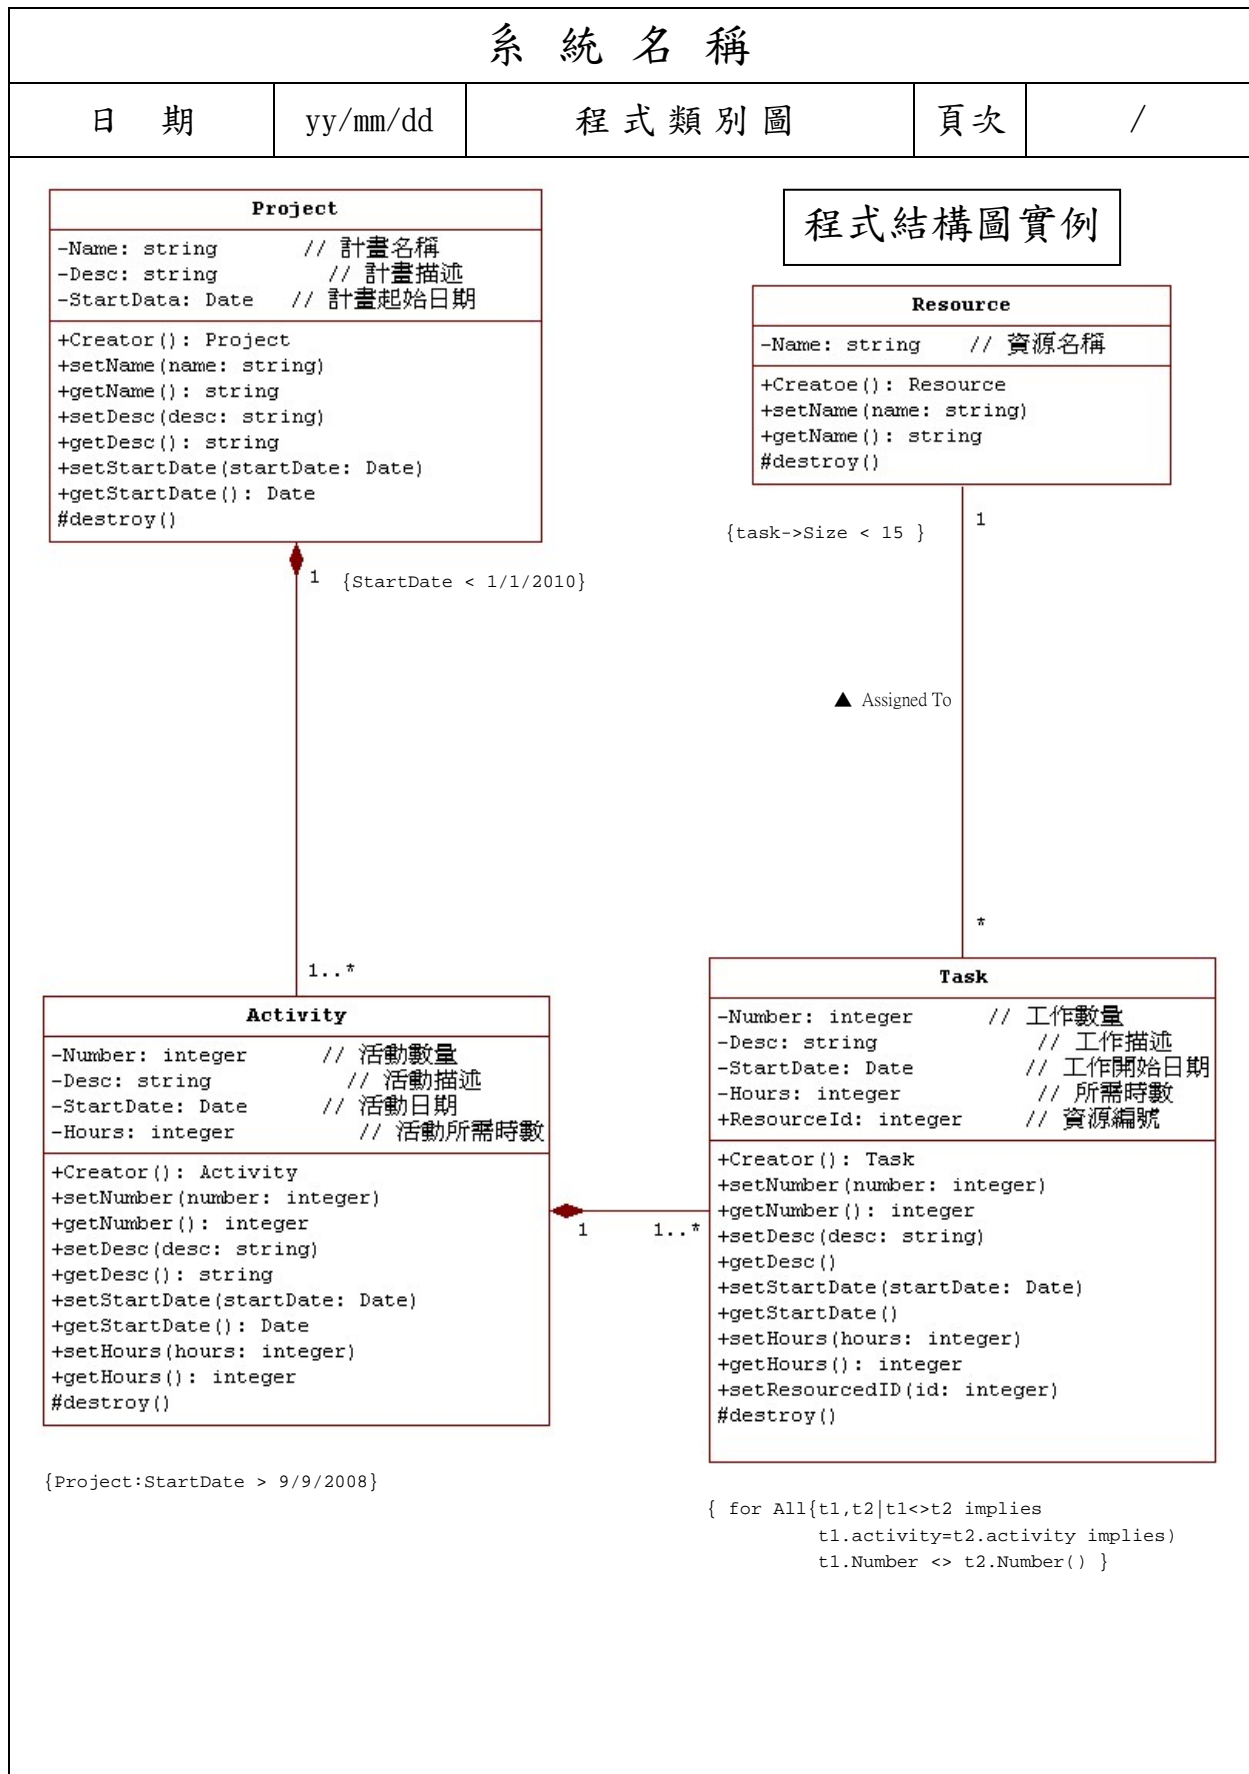 系統名稱
日期 yy/mm/dd 程式類別圖 頁次 /
程式結構圖實例
Project
-Name: string // 計畫名稱
-Desc: string // 計畫描述
-StartData: Date // 計畫起始日期
+Creator(): Project
+setName(name: string)
+getName(): string
+setDesc(desc: string)
+getDesc(): string
+setStartDate(startDate: Date)
+getStartDate(): Date
#destroy()
1 {StartDate < 1/1/2010}
1..*
Resource
-Name: string // 資源名稱
+Creatoe(): Resource
+setName(name: string)
+getName(): string
#destroy()
{task->Size < 15 }
1
▲ Assigned To
*
Activity
-Number: integer // 活動數量
-Desc: string // 活動描述
-StartDate: Date // 活動日期
-Hours: integer // 活動所需時數
+Creator(): Activity
+setNumber(number: integer)
+getNumber(): integer
+setDesc(desc: string)
+getDesc(): string
+setStartDate(startDate: Date)
+getStartDate(): Date
+setHours(hours: integer)
+getHours(): integer
#destroy()
{Project:StartDate > 9/9/2008}
1 1..*
Task
-Number: integer // 工作數量
-Desc: string // 工作描述
-StartDate: Date // 工作開始日期
-Hours: integer // 所需時數
+ResourceId: integer // 資源編號
+Creator(): Task
+setNumber(number: integer)
+getNumber(): integer
+setDesc(desc: string)
+getDesc()
+setStartDate(startDate: Date)
+getStartDate()
+setHours(hours: integer)
+getHours(): integer
+setResourcedID(id: integer)
#destroy()
{ for All{t1,t2|t1<>t2 implies
t1.activity=t2.activity implies)
t1.Number <> t2.Number() }